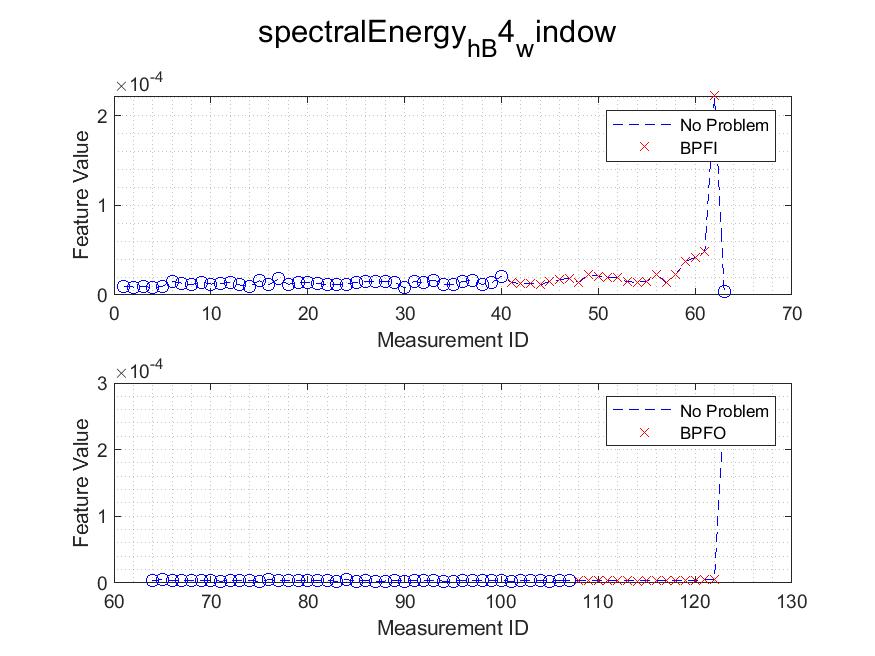 spectralEnergy_hB4_window
×10^-4
2
1
0
Feature Value
No Problem
BPFI
0 10 20 30 40 50 60 70
Measurement ID
×10^-4
3
2
1
0
Feature Value
No Problem
BPFO
60 70 80 90 100 110 120 130
Measurement ID